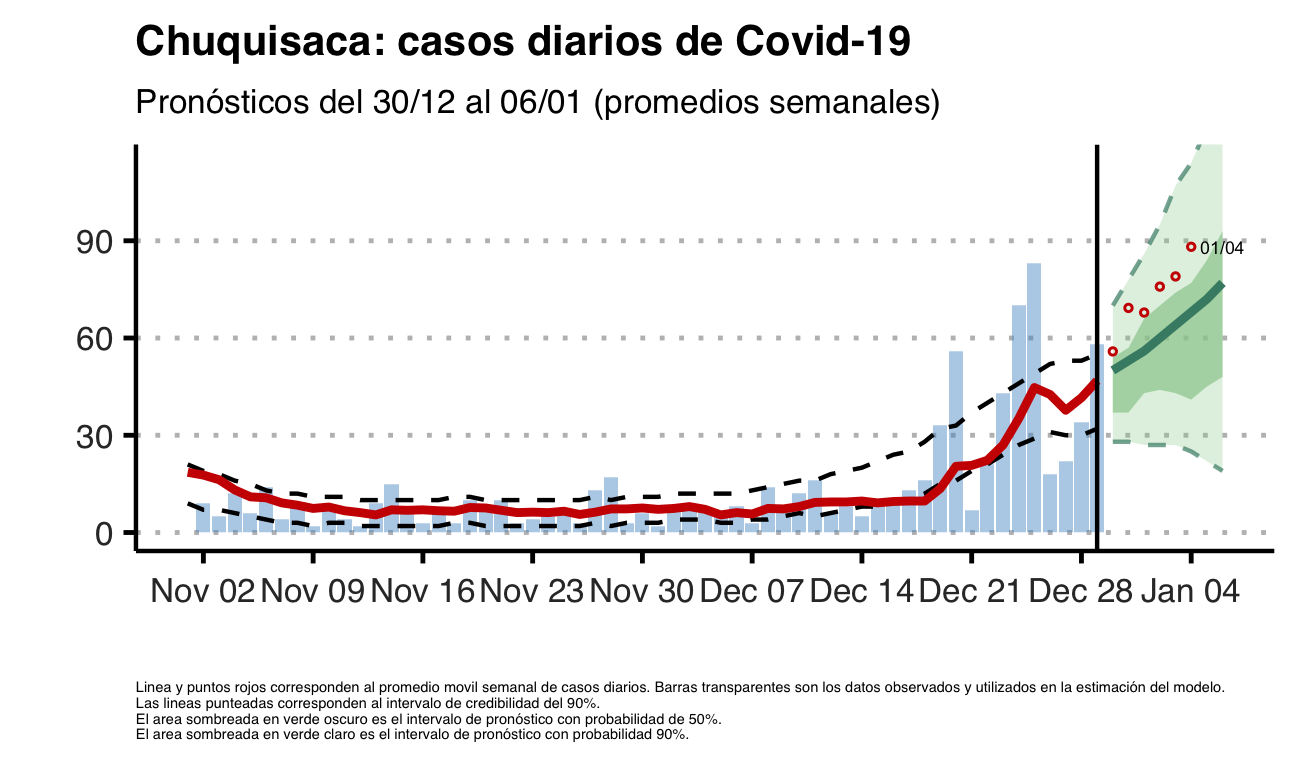 Chuquisaca: casos diarios de Covid-19
Pronósticos del 30/12 al 06/01 (promedios semanales)
90
60
30
0
01/04
Nov 02 Nov 09 Nov 16 Nov 23 Nov 30 Dec 07 Dec 14 Dec 21 Dec 28 Jan 04
Linea y puntos rojos corresponden al promedio movil semanal de casos diarios. Barras transparentes son los datos observados y utilizados en la estimación del modelo.
Las lineas punteadas corresponden al intervalo de credibilidad del 90%.
El area sombreada en verde oscuro es el intervalo de pronóstico con probabilidad de 50%.
El area sombreada en verde claro es el intervalo de pronóstico con probabilidad 90%.